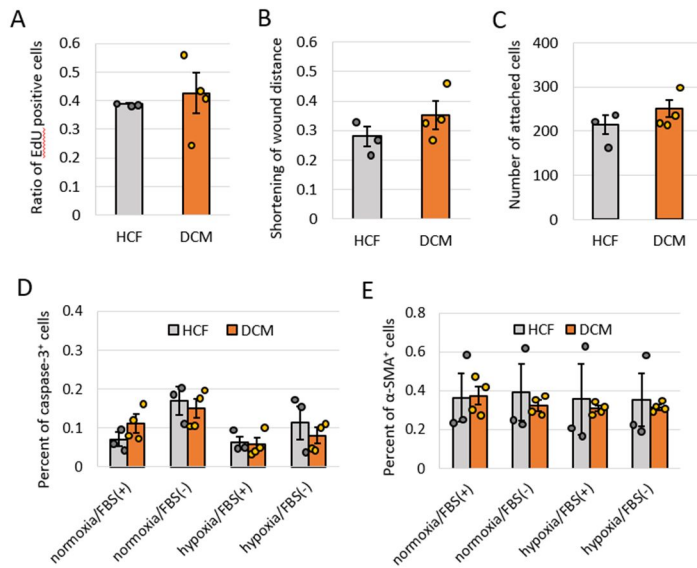 A
Ratio of EdU positive cells
0.6
0.5
0.4
0.3
0.2
0.1
0
HCF DCM
B
Shortening of wound distance
0.6
0.5
0.4
0.3
0.2
0.1
0
HCF DCM
C
Number of attached cells
400
300
200
100
0
HCF DCM
D
Percent of caspase-3⁺ cells
0.4
0.3
0.2
0.1
0
HCF DCM
normoxia/FBS(+)
normoxia/FBS(-)
hypoxia/FBS(+)
hypoxia/FBS(-)
E
Percent of α-SMA⁺ cells
0.8
0.6
0.4
0.2
0
HCF DCM
normoxia/FBS(+)
normoxia/FBS(-)
hypoxia/FBS(+)
hypoxia/FBS(-)